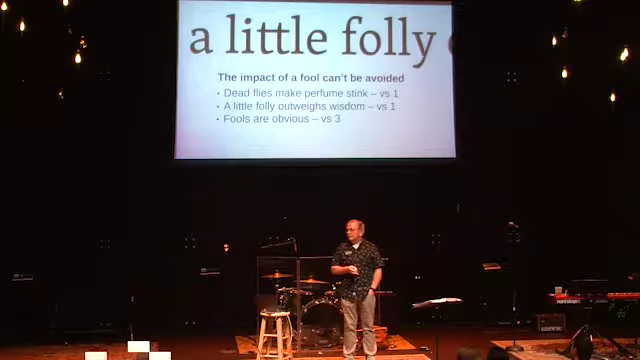 a little folly
The impact of a fool can't be avoided
• Dead flies make perfume stink – vs 1
• A little folly outweighs wisdom – vs 1
• Fools are obvious – vs 3